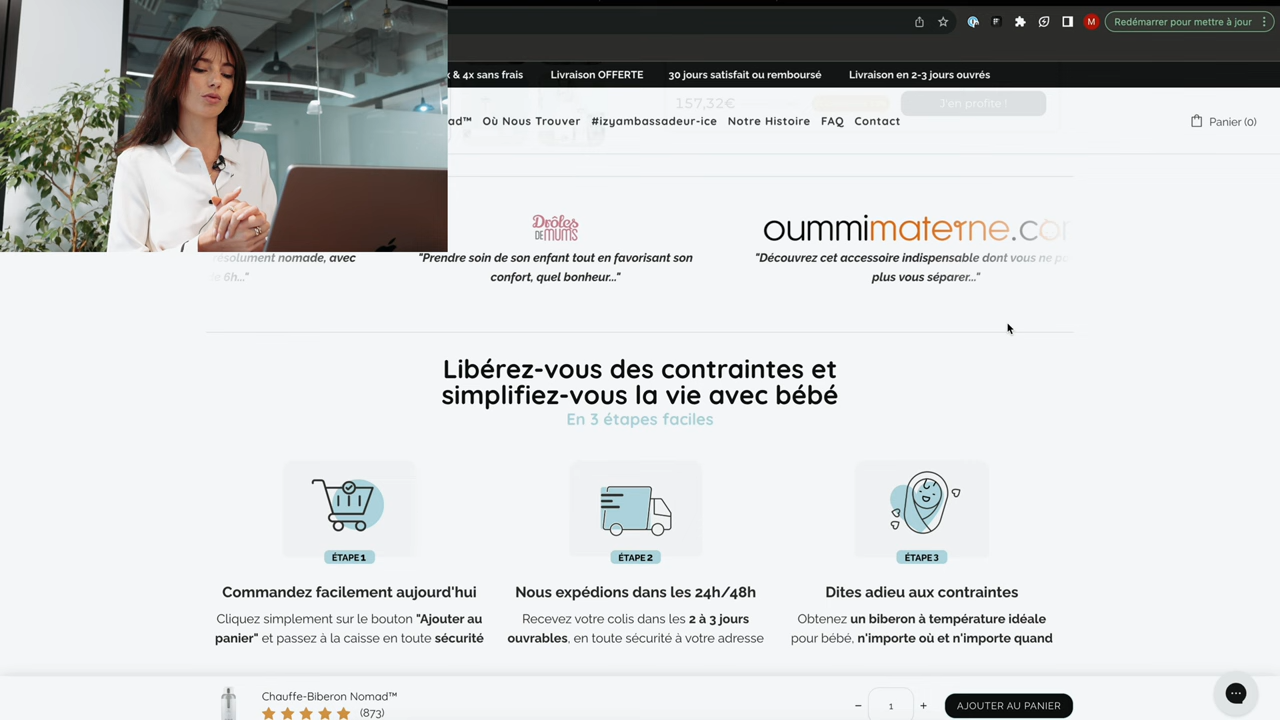 M
Redémarrer pour mettre à jour
x & 4x sans frais
Livraison OFFERTE
30 jours satisfait ou remboursé
Livraison en 2-3 jours ouvrés
157,32€
J'en profite !
ad™
Où Nous Trouver
#izyambassadeur-ice
Notre Histoire
FAQ
Contact
Panier (0)
Drôles
DE MUMS
oummimaterne.co
résolument nomade, avec
de 6h..."
"Prendre soin de son enfant tout en favorisant son
confort, quel bonheur..."
"Découvrez cet accessoire indispensable dont vous ne p
plus vous séparer..."
Libérez-vous des contraintes et
simplifiez-vous la vie avec bébé
En 3 étapes faciles
ÉTAPE 1
ÉTAPE 2
ÉTAPE 3
Commandez facilement aujourd'hui
Cliquez simplement sur le bouton "Ajouter au
panier" et passez à la caisse en toute sécurité
Nous expédions dans les 24h/48h
Recevez votre colis dans les 2 à 3 jours
ouvrables, en toute sécurité à votre adresse
Dites adieu aux contraintes
Obtenez un biberon à température idéale
pour bébé, n'importe où et n'importe quand
Chauffe-Biberon Nomad™
(873)
− 1 +
AJOUTER AU PANIER